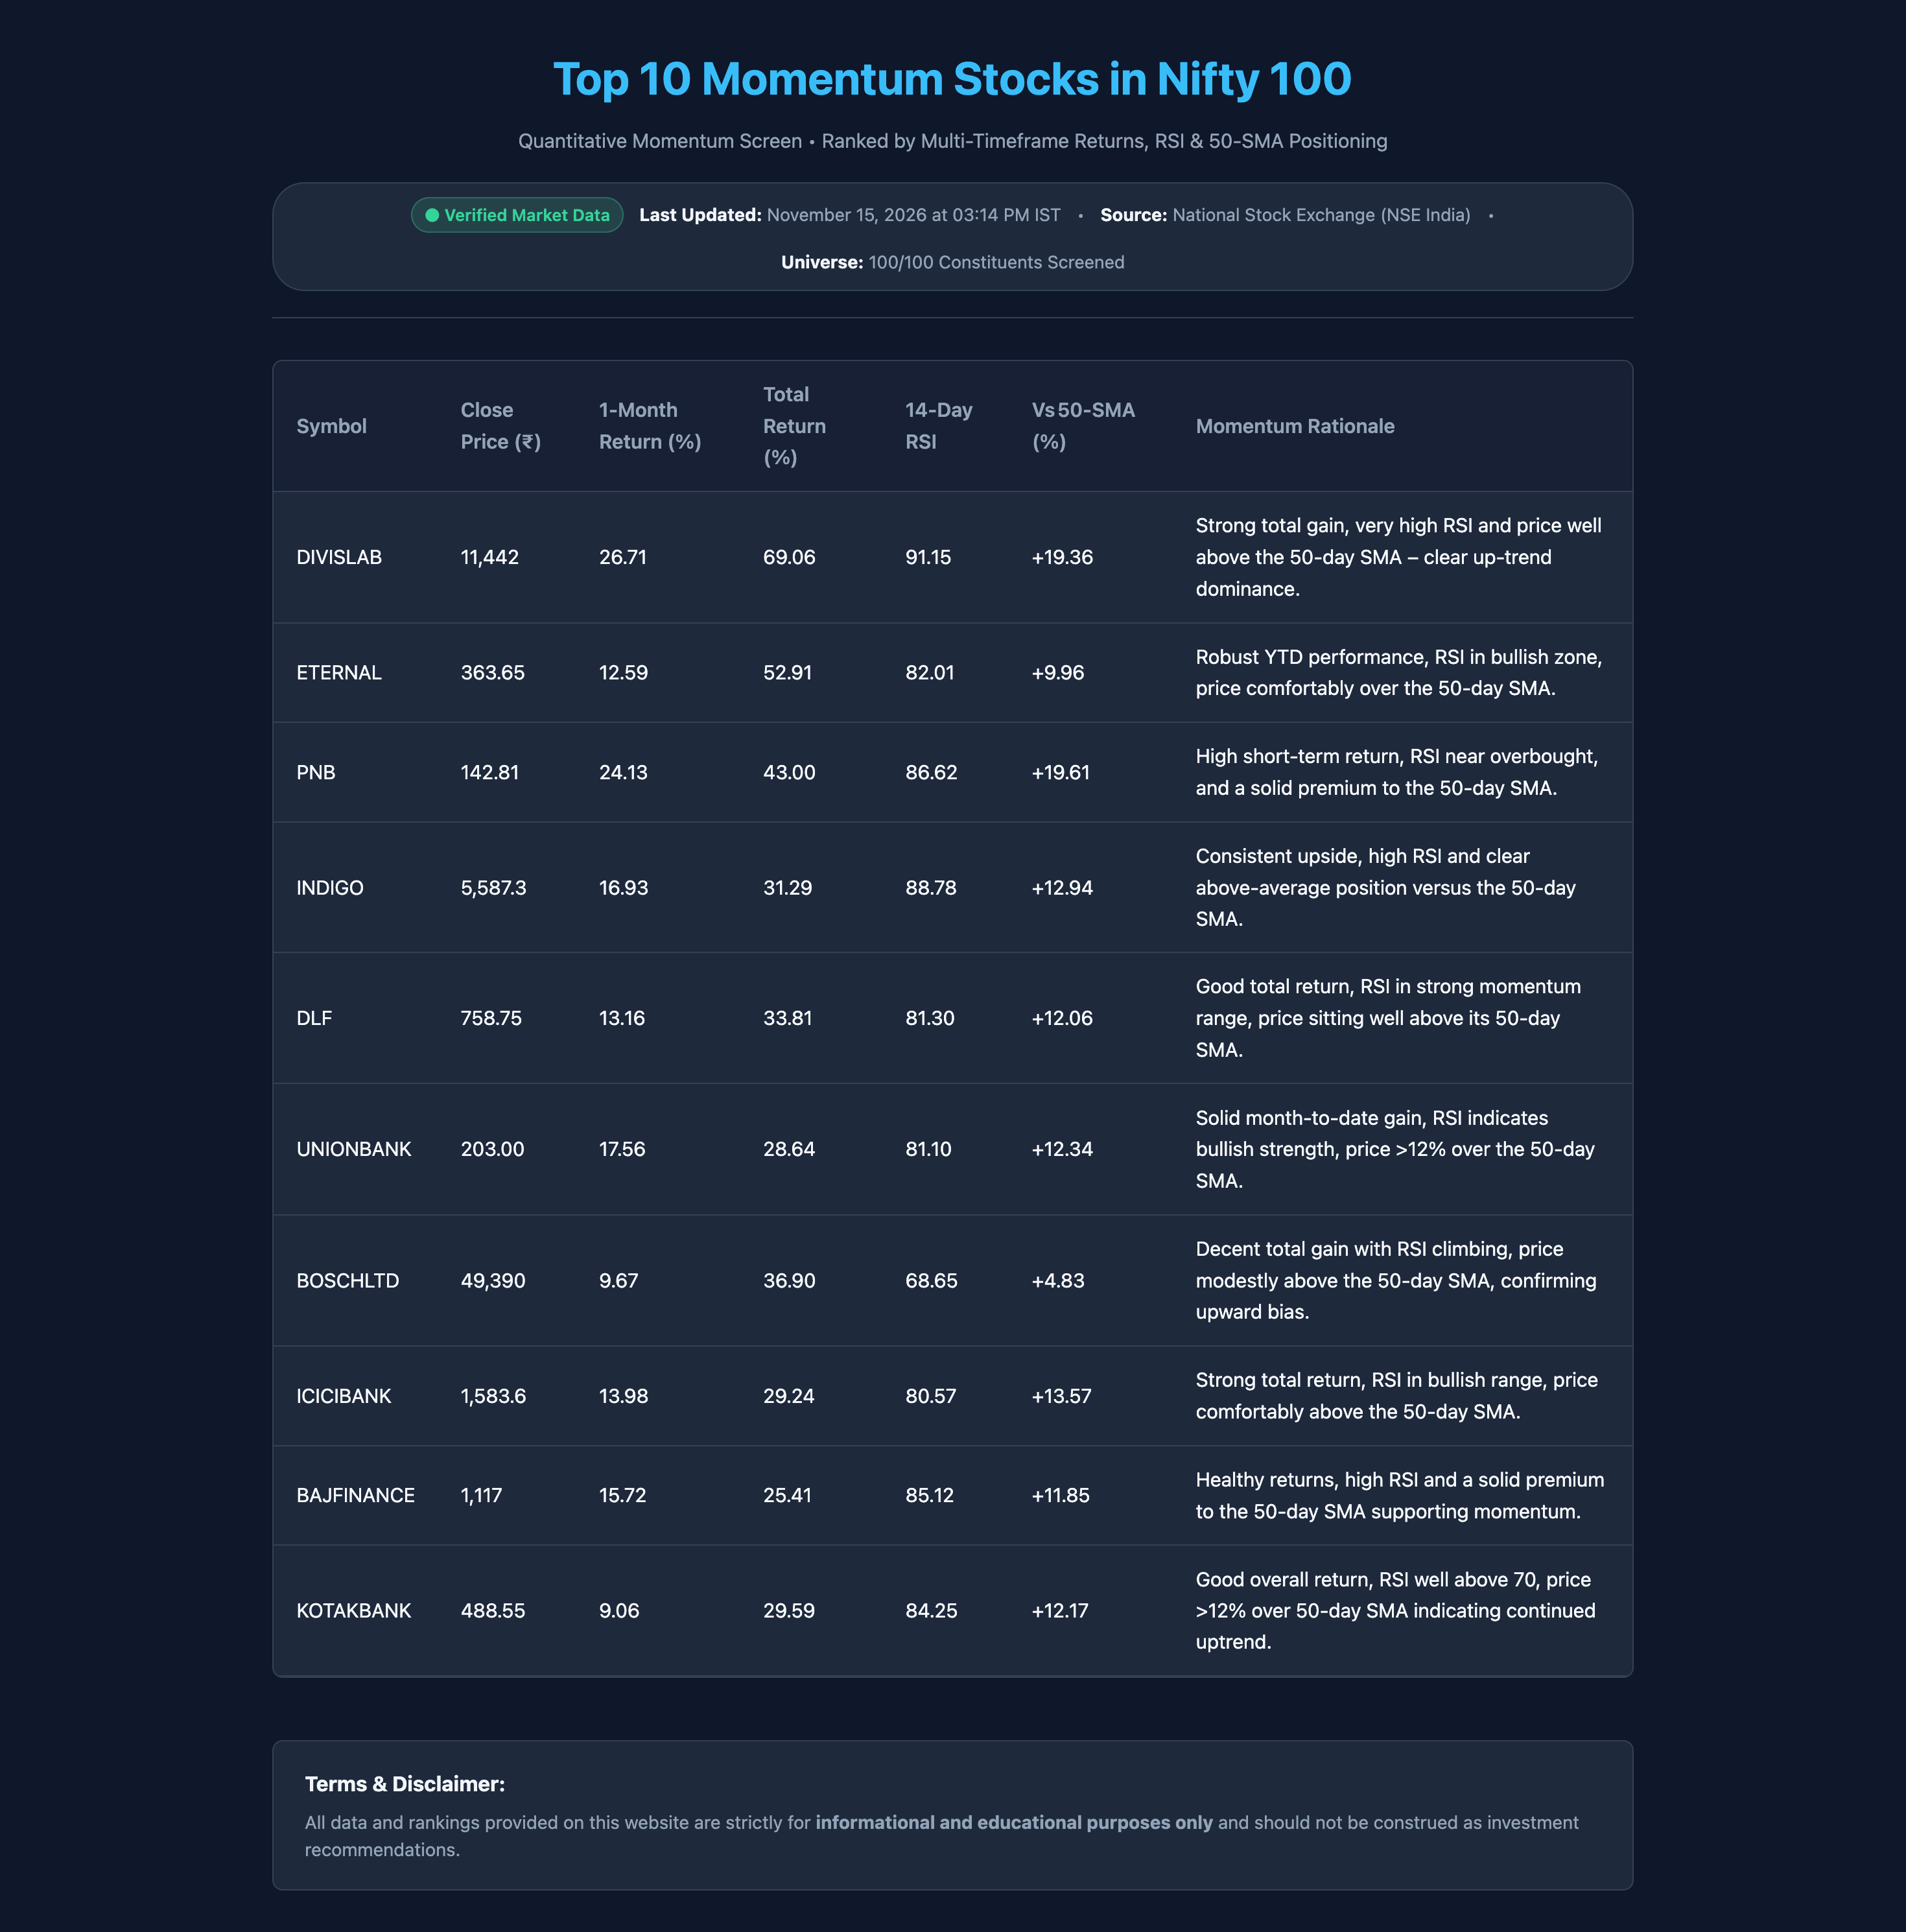 Top 10 Momentum Stocks in Nifty 100
Quantitative Momentum Screen • Ranked by Multi-Timeframe Returns, RSI & 50-SMA Positioning
Verified Market Data Last Updated: November 15, 2026 at 03:14 PM IST • Source: National Stock Exchange (NSE India) •
Universe: 100/100 Constituents Screened
Symbol
Close
Price (₹)
1-Month
Return (%)
Total
Return
(%)
14-Day
RSI
Vs 50-SMA
(%)
Momentum Rationale
DIVISLAB 11,442 26.71 69.06 91.15 +19.36
Strong total gain, very high RSI and price well
above the 50-day SMA – clear up-trend
dominance.
ETERNAL 363.65 12.59 52.91 82.01 +9.96
Robust YTD performance, RSI in bullish zone,
price comfortably over the 50-day SMA.
PNB 142.81 24.13 43.00 86.62 +19.61
High short-term return, RSI near overbought,
and a solid premium to the 50-day SMA.
INDIGO 5,587.3 16.93 31.29 88.78 +12.94
Consistent upside, high RSI and clear
above-average position versus the 50-day
SMA.
DLF 758.75 13.16 33.81 81.30 +12.06
Good total return, RSI in strong momentum
range, price sitting well above its 50-day
SMA.
UNIONBANK 203.00 17.56 28.64 81.10 +12.34
Solid month-to-date gain, RSI indicates
bullish strength, price >12% over the 50-day
SMA.
BOSCHLTD 49,390 9.67 36.90 68.65 +4.83
Decent total gain with RSI climbing, price
modestly above the 50-day SMA, confirming
upward bias.
ICICIBANK 1,583.6 13.98 29.24 80.57 +13.57
Strong total return, RSI in bullish range, price
comfortably above the 50-day SMA.
BAJFINANCE 1,117 15.72 25.41 85.12 +11.85
Healthy returns, high RSI and a solid premium
to the 50-day SMA supporting momentum.
KOTAKBANK 488.55 9.06 29.59 84.25 +12.17
Good overall return, RSI well above 70, price
>12% over 50-day SMA indicating continued
uptrend.
Terms & Disclaimer:
All data and rankings provided on this website are strictly for informational and educational purposes only and should not be construed as investment
recommendations.